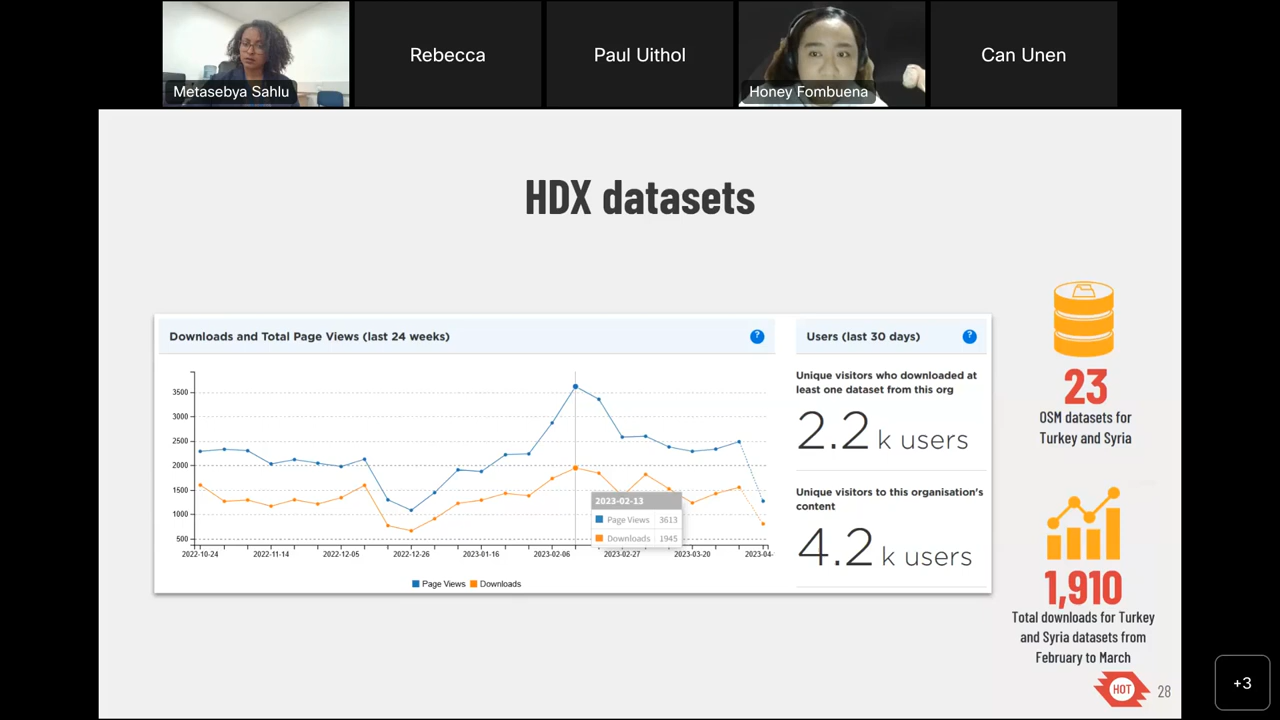 Metasebya Sahlu
Rebecca
Paul Uithol
Honey Fombuena
Can Unen
HDX datasets
Downloads and Total Page Views (last 24 weeks)
?
3500
3000
2500
2000
1500
1000
500
2022-10-24
2022-11-14
2022-12-05
2022-12-26
2023-01-16
2023-02-06
2023-02-27
2023-03-20
2023-04-
2023-02-13
Page Views 3613
Downloads 1945
Page Views
Downloads
Users (last 30 days)
?
Unique visitors who downloaded at
least one dataset from this org
2.2 k users
Unique visitors to this organisation's
content
4.2 k users
23
OSM datasets for
Turkey and Syria
1,910
Total downloads for Turkey
and Syria datasets from
February to March
HOT
28
+3